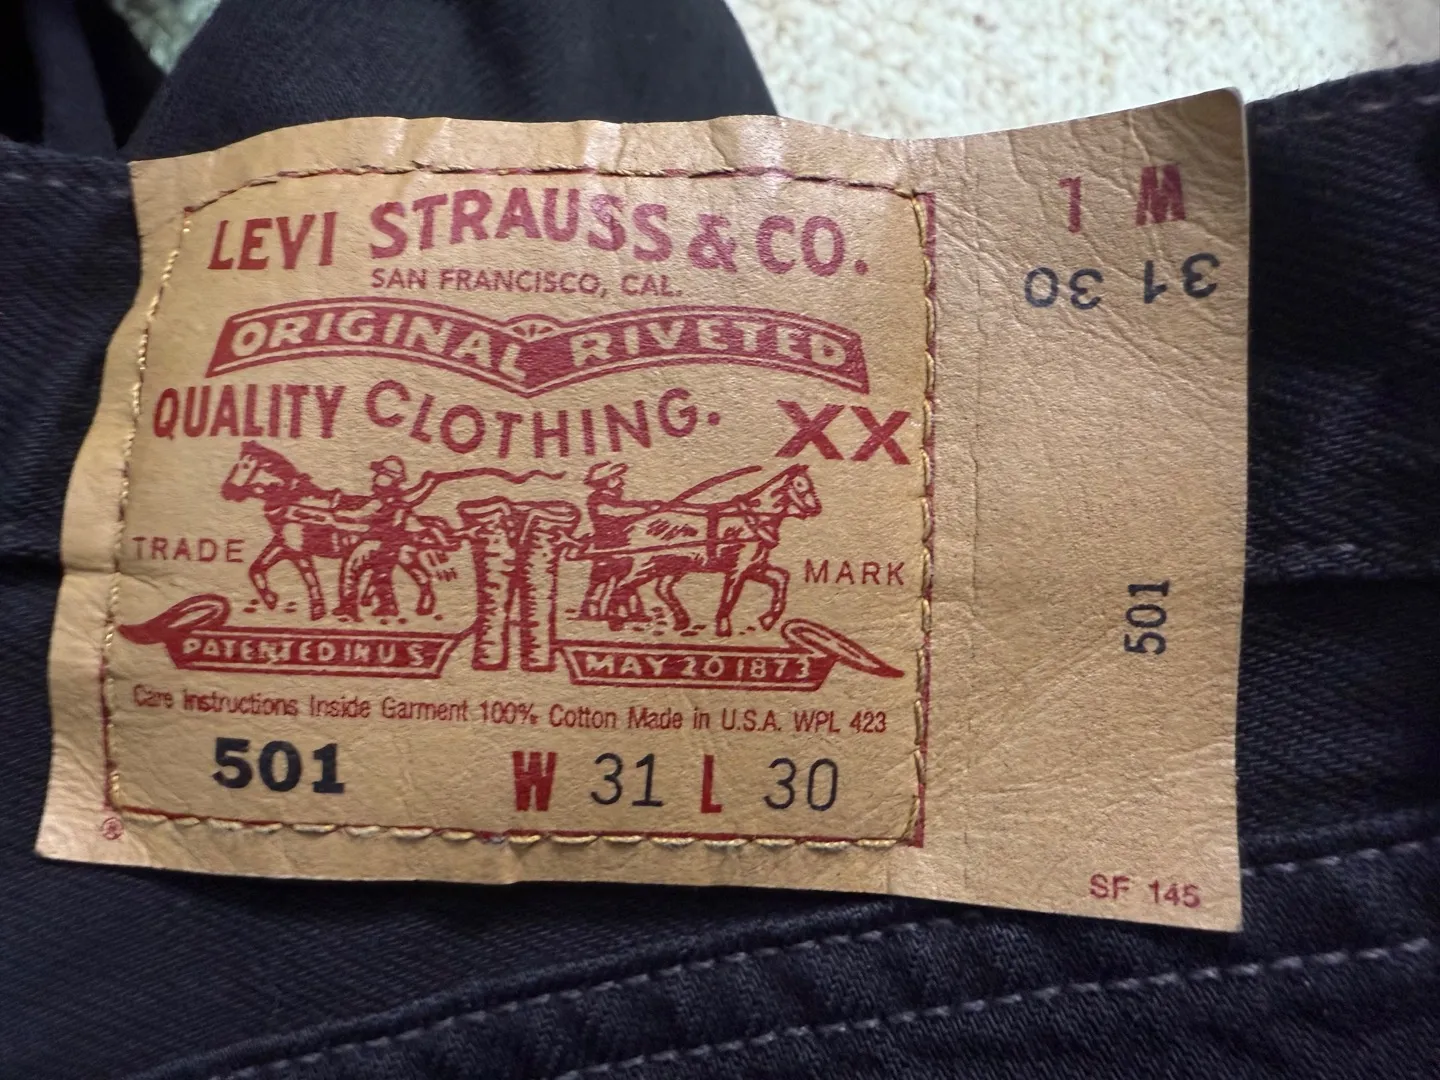 LEVI STRAUSS & CO.
SAN FRANCISCO, CAL.
ORIGINAL RIVETED
QUALITY CLOTHING. XX
TRADE MARK
PATENTED IN U S MAY 20 1873
Care Instructions Inside Garment 100% Cotton Made in U.S.A. WPL 423
501 W 31 L 30
®
W L
31 30
501
SF 145